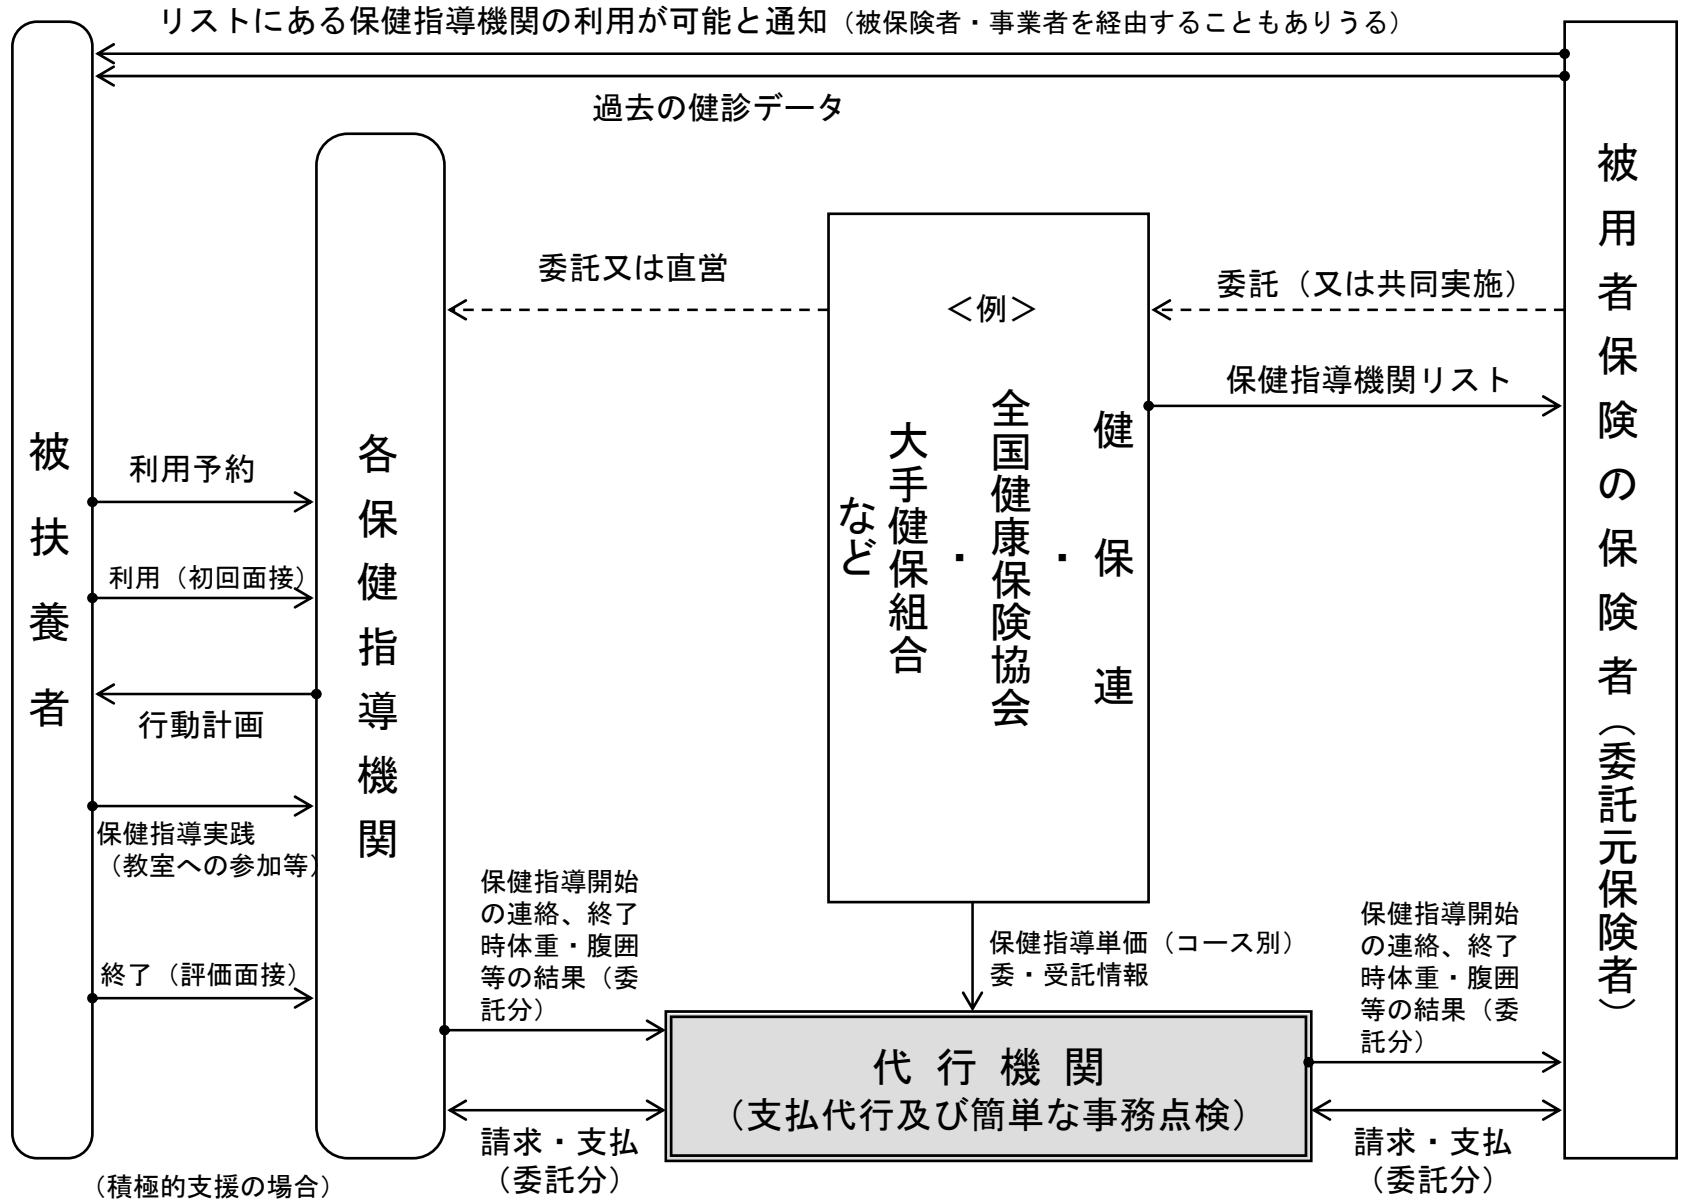 リストにある保健指導機関の利用が可能と通知（被保険者・事業者を経由することもありうる）
過去の健診データ
被扶養者
各保健指導機関
利用予約
利用（初回面接）
行動計画
保健指導実践
（教室への参加等）
終了（評価面接）
（積極的支援の場合）
委託又は直営
＜例＞
健保連
・
全国健康保険協会
・
大手健保組合
など
委託（又は共同実施）
保健指導機関リスト
被用者保険の保険者（委託元保険者）
保健指導開始
の連絡、終了
時体重・腹囲
等の結果（委
託分）
保健指導単価（コース別）
委・受託情報
保健指導開始
の連絡、終了
時体重・腹囲
等の結果（委
託分）
代行機関
（支払代行及び簡単な事務点検）
請求・支払
（委託分）
請求・支払
（委託分）